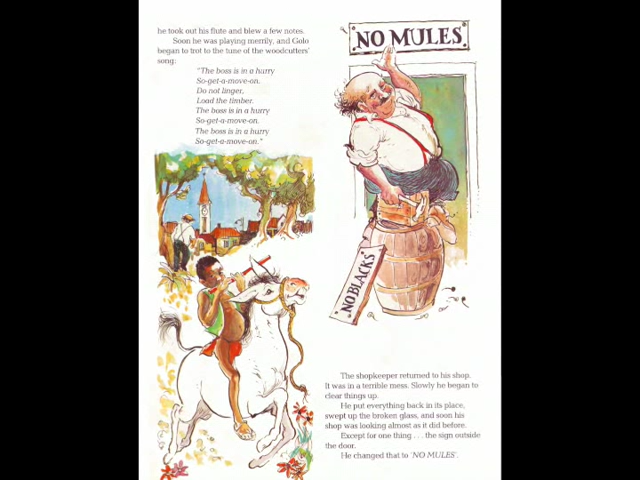 he took out his flute and blew a few notes.
Soon he was playing merrily, and Golo
began to trot to the tune of the woodcutters'
song:
"The boss is in a hurry
So-get-a-move-on.
Do not linger,
Load the timber.
The boss is in a hurry
So-get-a-move-on.
The boss is in a hurry
So-get-a-move-on."
NO MULES
NO BLACKS
The shopkeeper returned to his shop.
It was in a terrible mess. Slowly he began to
clear things up.
He put everything back in its place,
swept up the broken glass, and soon his
shop was looking almost as it did before.
Except for one thing . . . the sign outside
the door.
He changed that to 'NO MULES'.